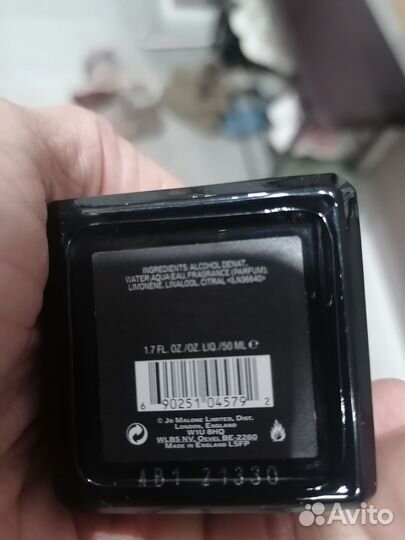 INGREDIENTS: ALCOHOL DENAT.,
WATER\AQUA\EAU, FRAGRANCE (PARFUM),
LIMONENE, LINALOOL, CITRAL <ILN36640>
1.7 FL. OZ./OZ. LIQ./50 ML ℮
6 90251 04579 2
© JO MALONE LIMITED, DIST.
LONDON, ENGLAND
W1U 8HQ
WLBS NV, OEVEL BE-2260
MADE IN ENGLAND L5FP
AB1 21330
Avito